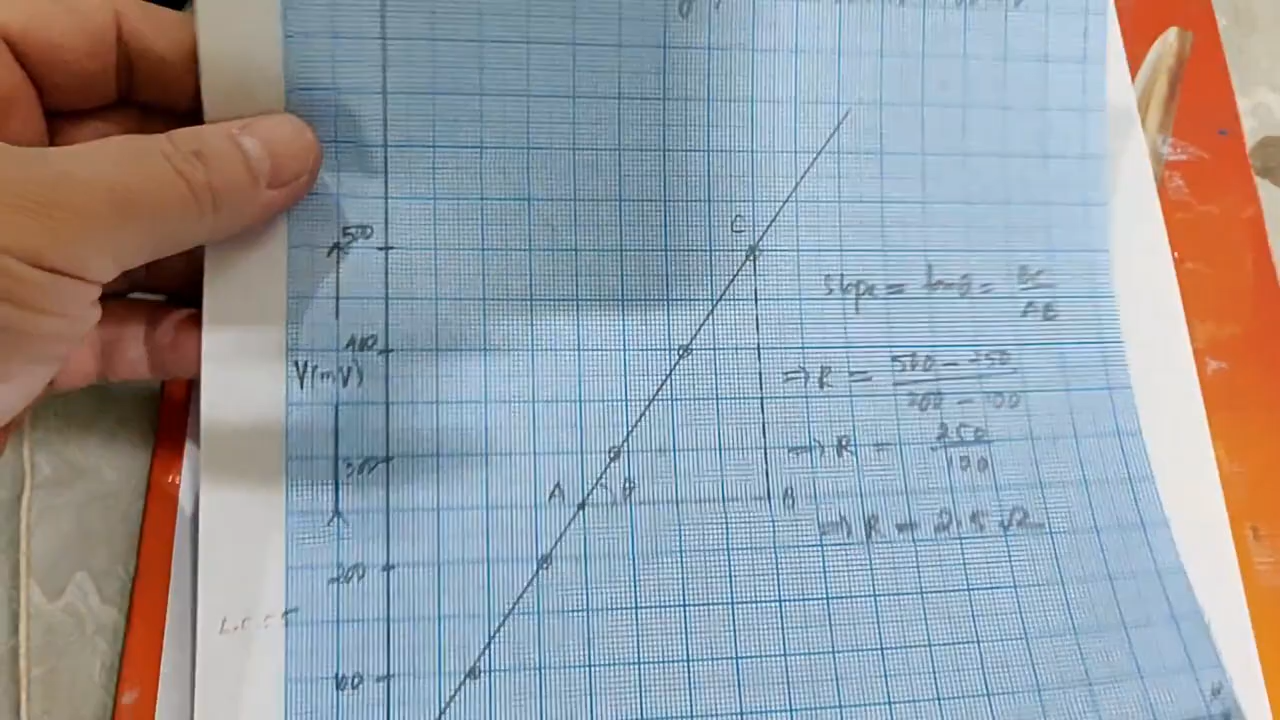 C
500
slope = tanθ = BC/AB
400
V(mV)
⇒ R = 500 - 250 / 200 - 100
⇒ R = 250 / 100
300
A θ B
⇒ R = 2.5 Ω
200
100